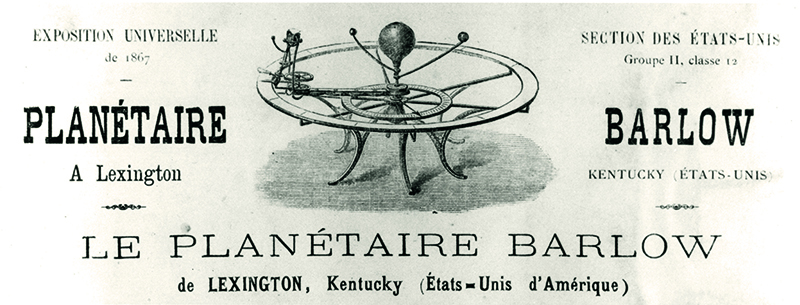 EXPOSITION UNIVERSELLE
de 1867
PLANÉTAIRE
A Lexington
SECTION DES ÉTATS-UNIS
Groupe II, classe 12
BARLOW
KENTUCKY (ÉTATS-UNIS)
LE PLANÉTAIRE BARLOW
de LEXINGTON, Kentucky (États-Unis d'Amérique)